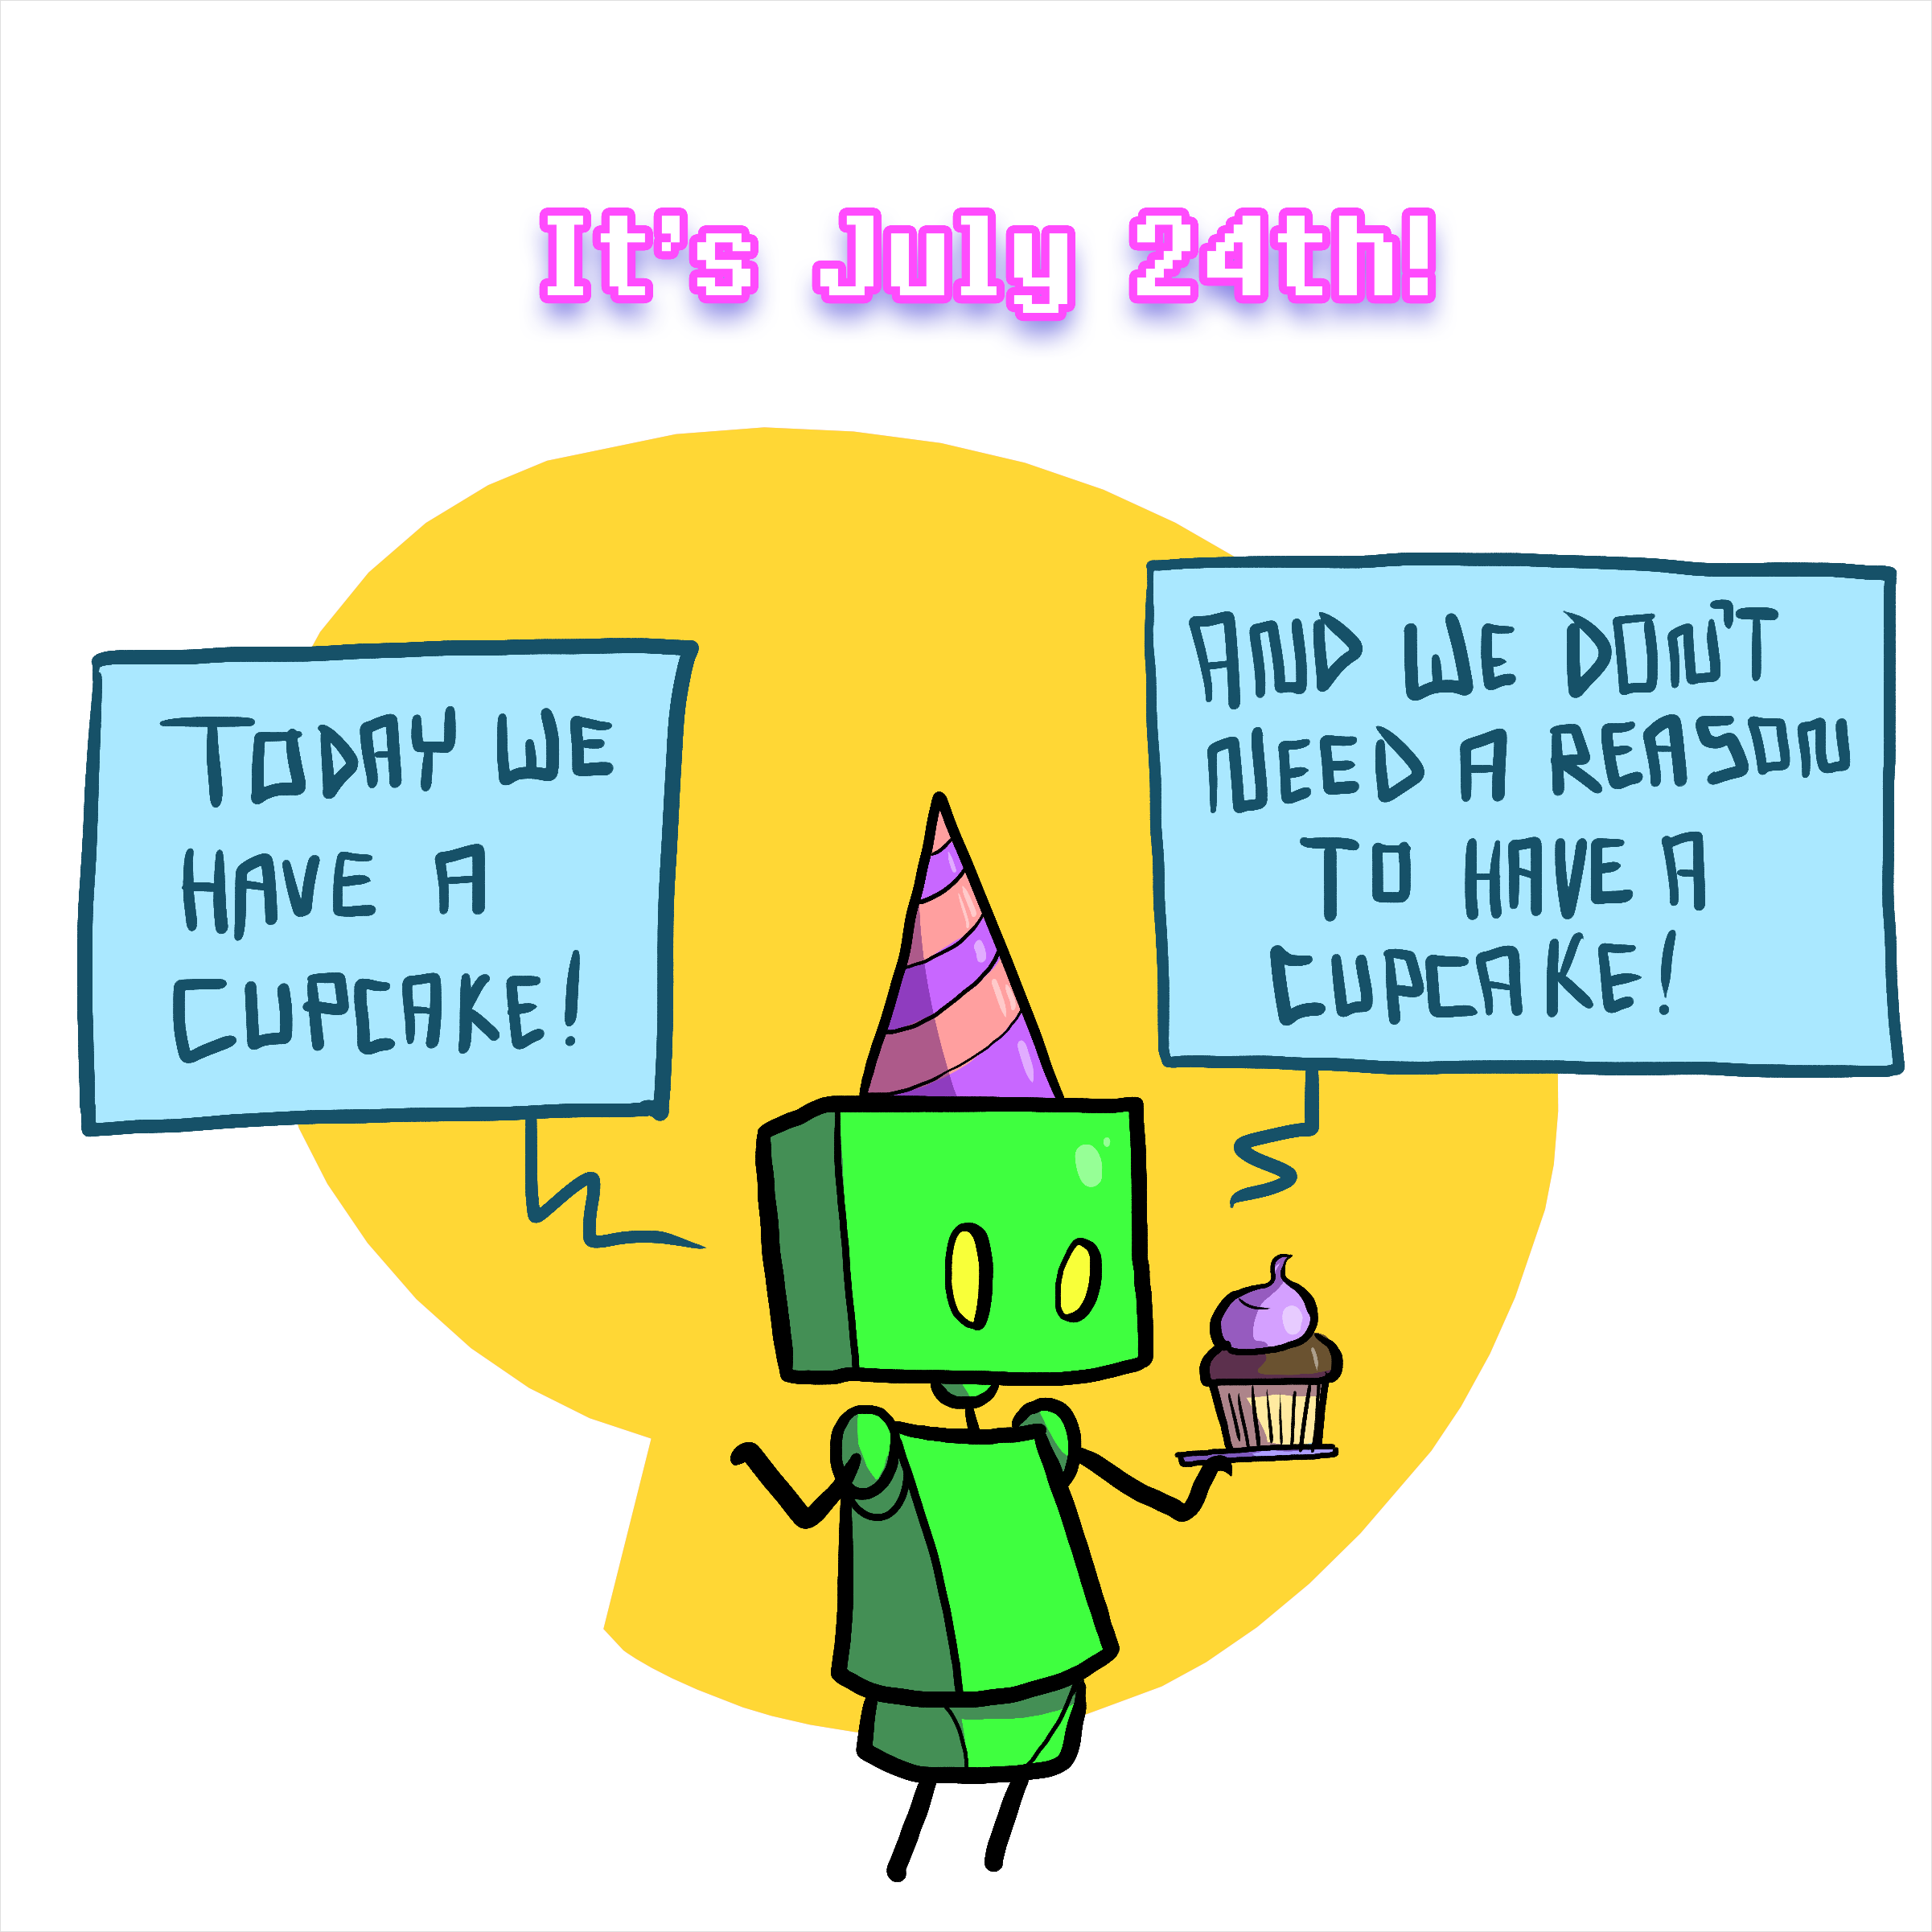 It's July 24th!
TODAY WE
HAVE A
CUPCAKE!
AND WE DON'T
NEED A REASON
TO HAVE A
CUPCAKE!